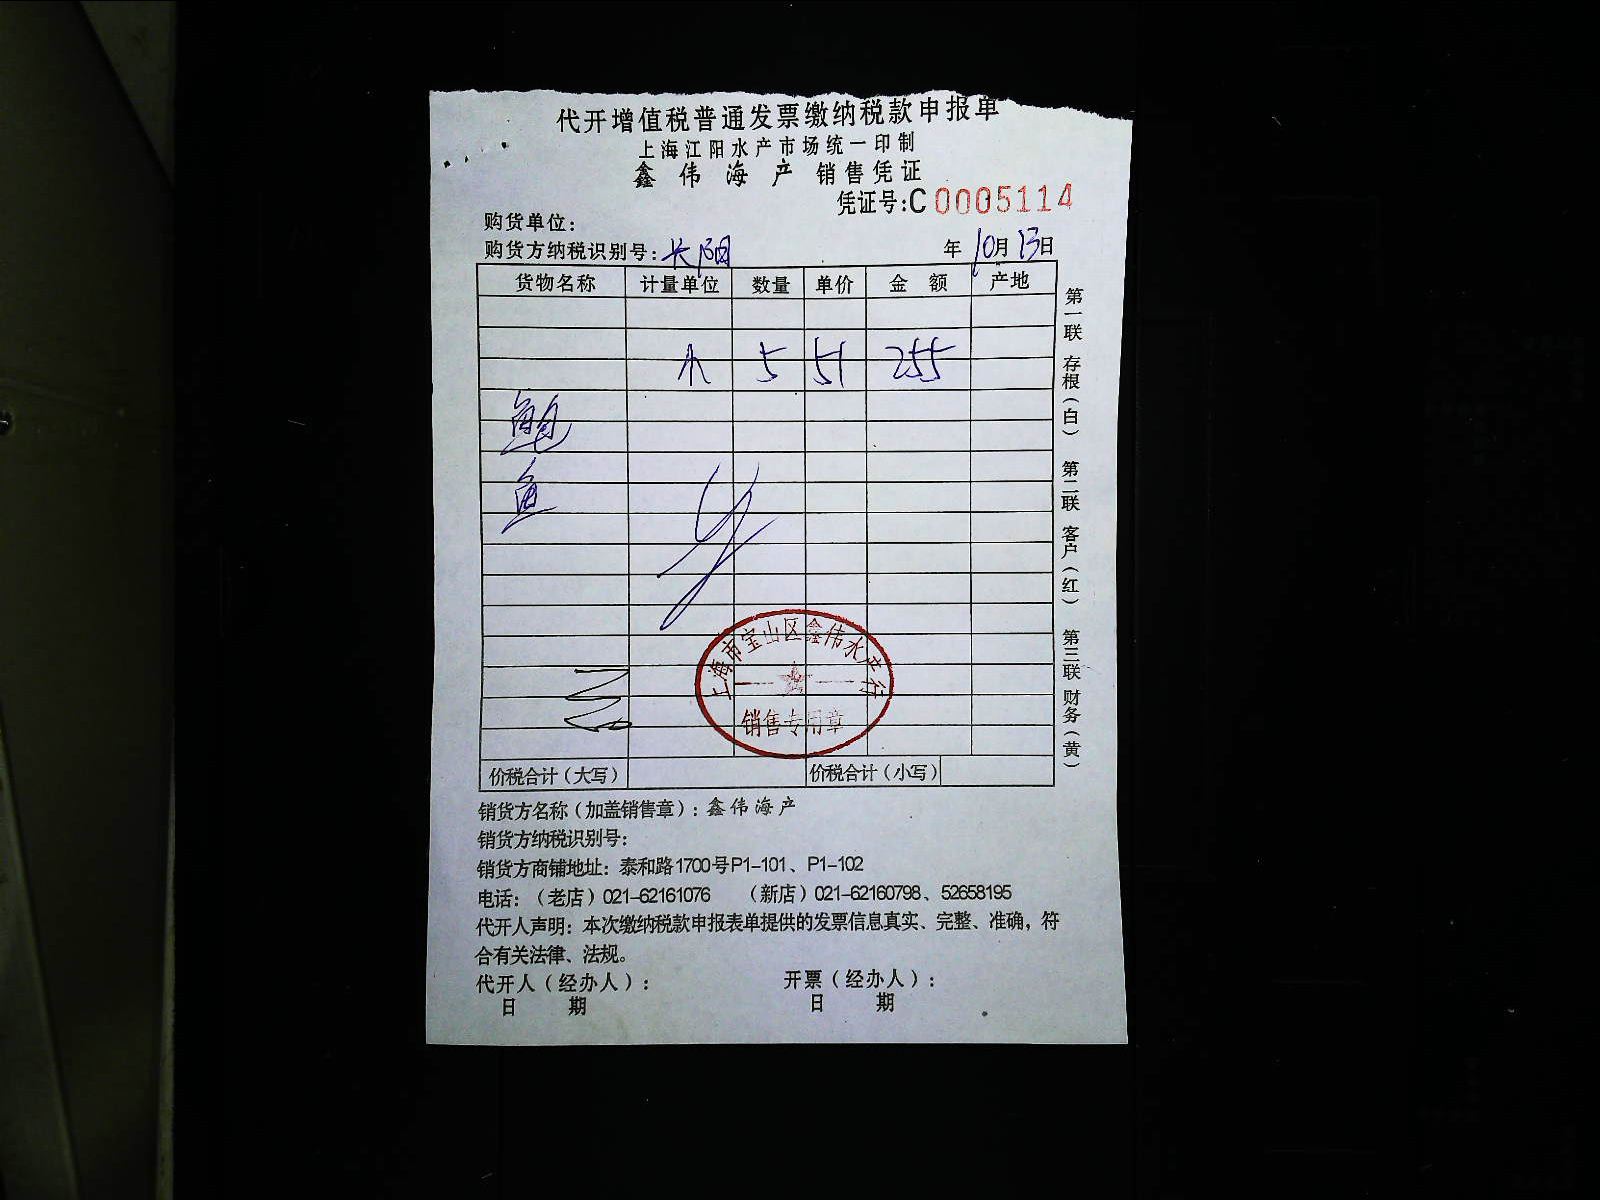 代开增值税普通发票缴纳税款申报单
上海江阳水产市场统一印制
鑫伟海产 销售凭证
凭证号:C0005114
购货单位:
购货方纳税识别号:长阳 年10月13日
货物名称 计量单位 数量 单价 金额 产地
5 51 255
鲍
鱼
价税合计(大写) 价税合计(小写)
上海市宝山区鑫伟水产行
销售专用章
第一联 存根(白) 第二联 客户(红) 第三联 财务(黄)
销货方名称(加盖销售章):鑫伟海产
销货方纳税识别号:
销货方商铺地址:泰和路1700号P1-101、P1-102
电话:(老店)021-62161076 (新店)021-62160798、52658195
代开人声明:本次缴纳税款申报表单提供的发票信息真实、完整、准确,符
合有关法律、法规。
代开人(经办人): 开票(经办人):
日期 日期